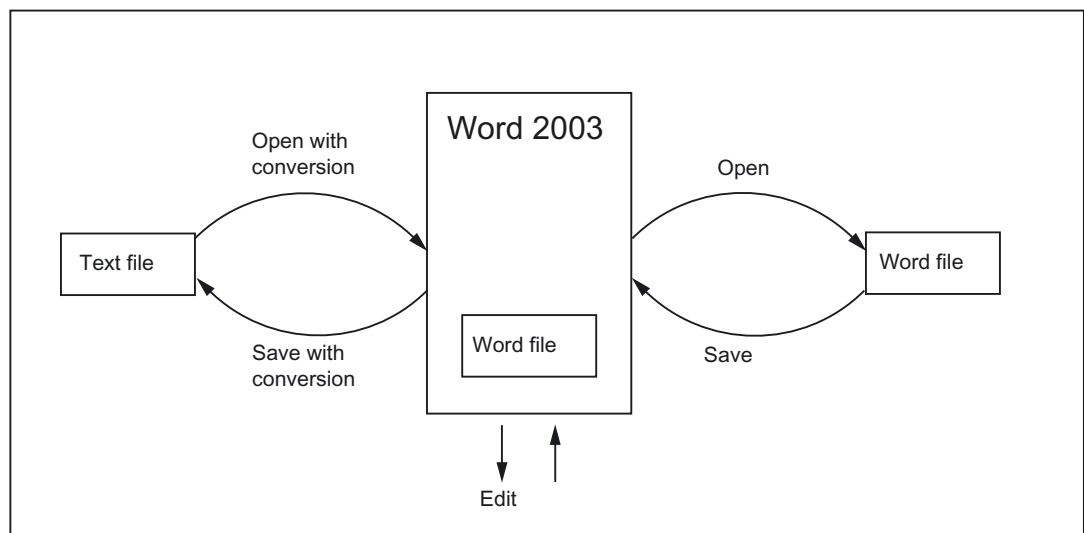 Word 2003
Open with
conversion
Open
Text file
Word file
Word file
Save with
conversion
Save
Edit